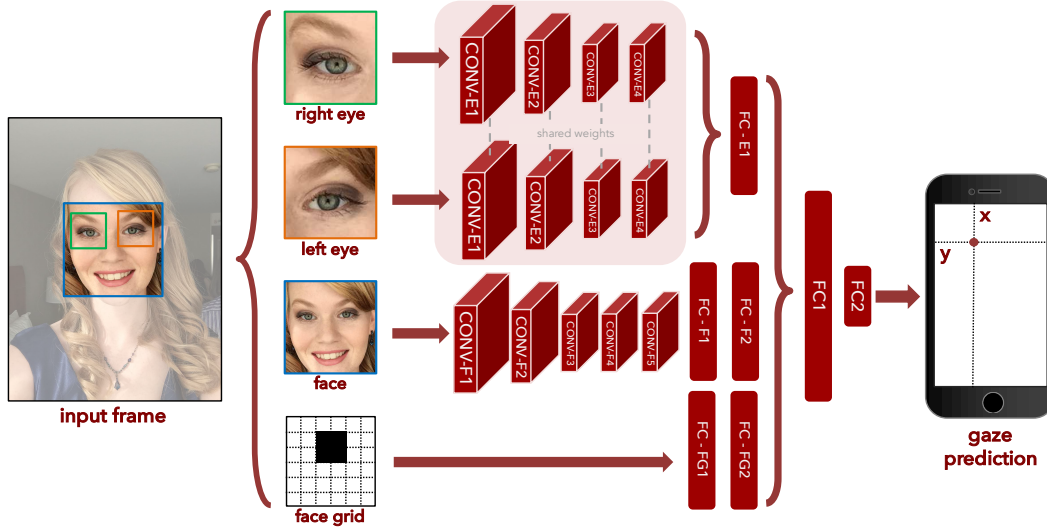 right eye
CONV-E1
CONV-E2
CONV-E3
CONV-E4
shared weights
left eye
CONV-E1
CONV-E2
CONV-E3
CONV-E4
FC - E1
input frame
face
CONV-F1
CONV-F2
CONV-F3
CONV-F4
CONV-F5
FC - F1
FC - F2
face grid
FC - FG1
FC - FG2
FC1
FC2
x
y
gaze
prediction